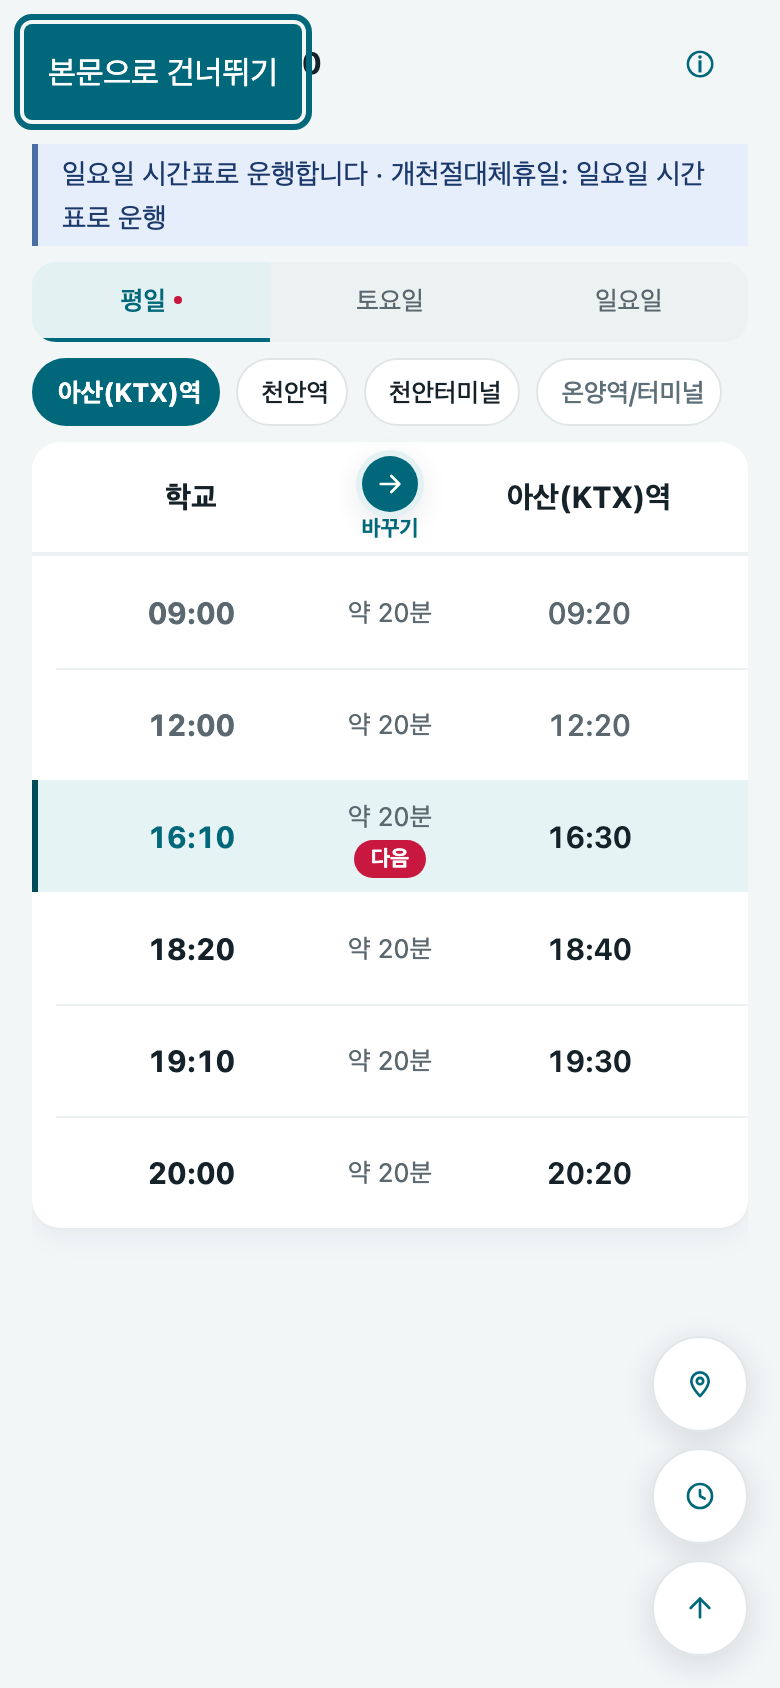 본문으로 건너뛰기
일요일 시간표로 운행합니다 · 개천절대체휴일: 일요일 시간
표로 운행
평일 토요일 일요일
아산(KTX)역 천안역 천안터미널 온양역/터미널
학교 바꾸기 아산(KTX)역
09:00 약 20분 09:20
12:00 약 20분 12:20
16:10 약 20분 16:30
다음
18:20 약 20분 18:40
19:10 약 20분 19:30
20:00 약 20분 20:20